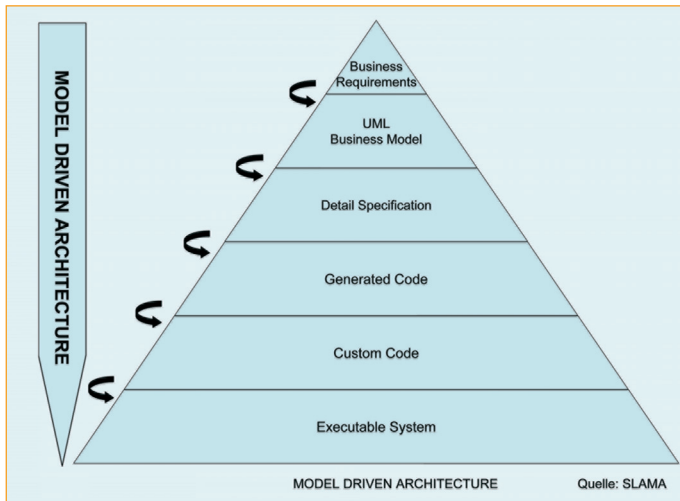 MODEL DRIVEN ARCHITECTURE
Business
Requirements
UML
Business Model
Detail Specification
Generated Code
Custom Code
Executable System
MODEL DRIVEN ARCHITECTURE
Quelle: SLAMA